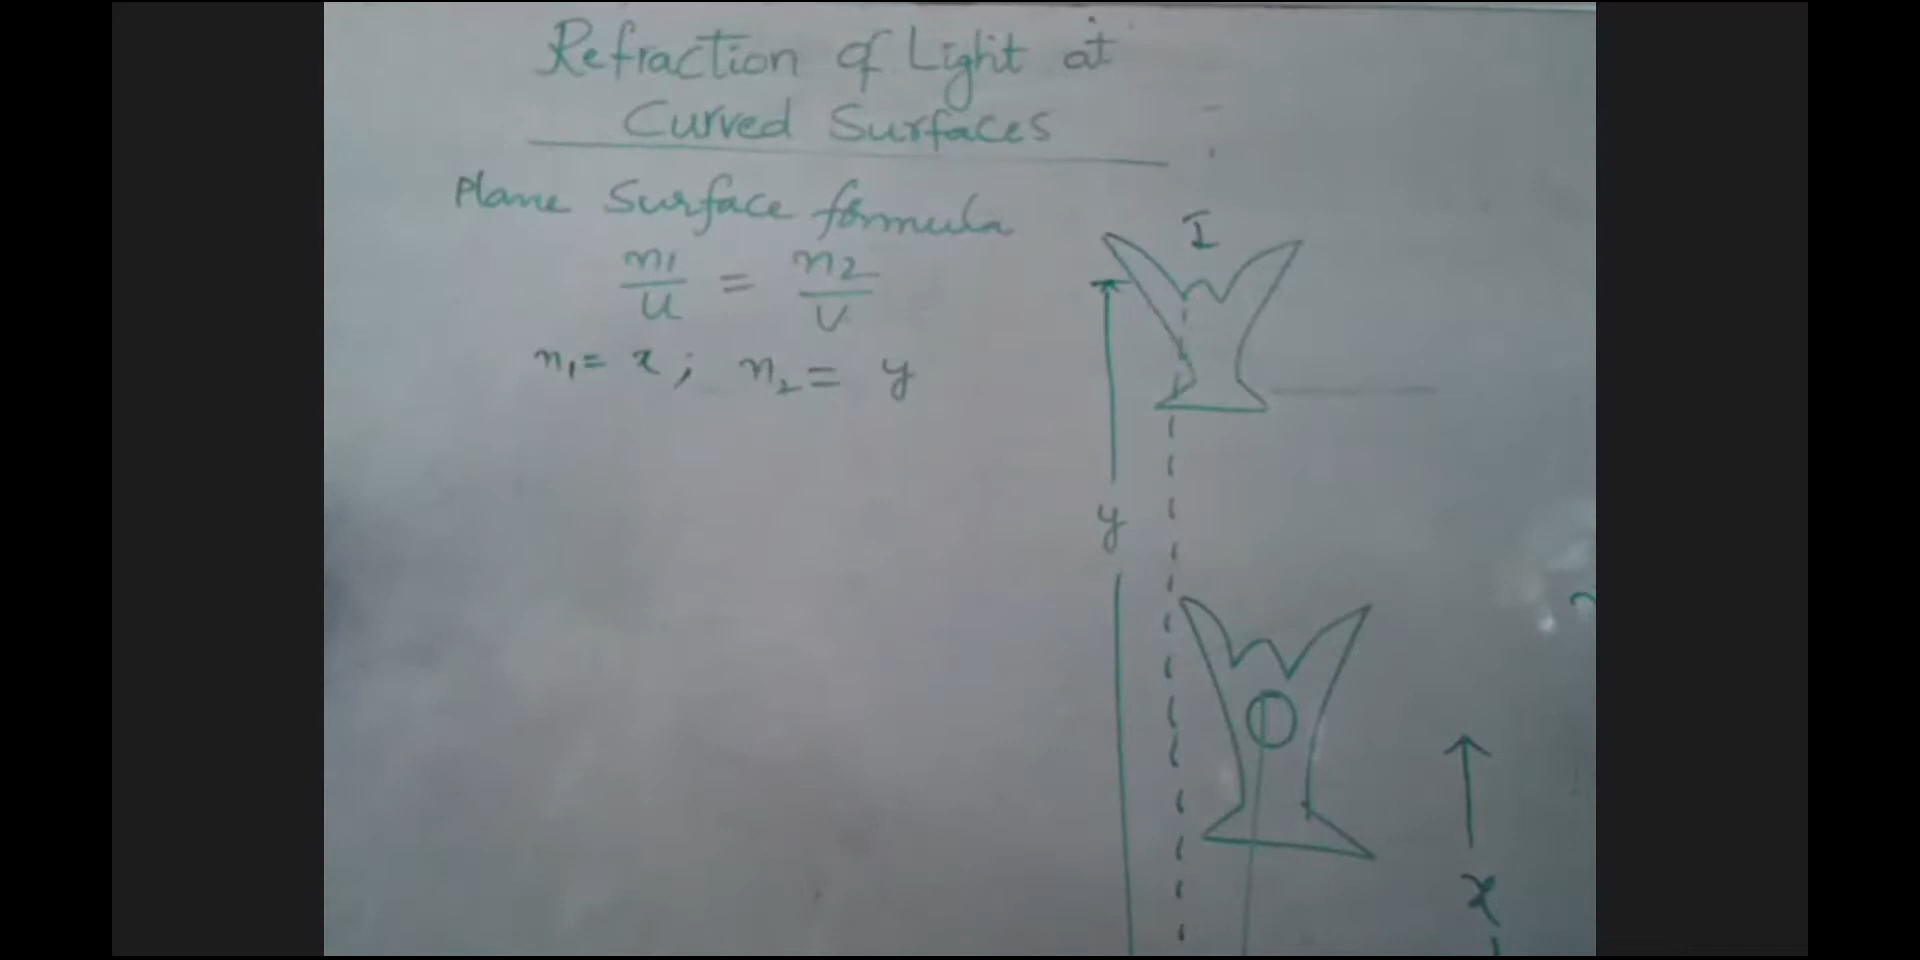 Refraction of Light at
Curved Surfaces
Plane Surface formula
n1/u = n2/v
n1 = x ; n2 = y
I
y
x